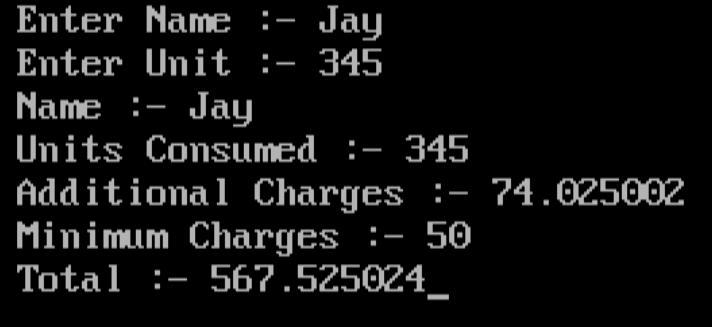 Enter Name :- Jay
Enter Unit :- 345
Name :- Jay
Units Consumed :- 345
Additional Charges :- 74.025002
Minimum Charges :- 50
Total :- 567.525024_